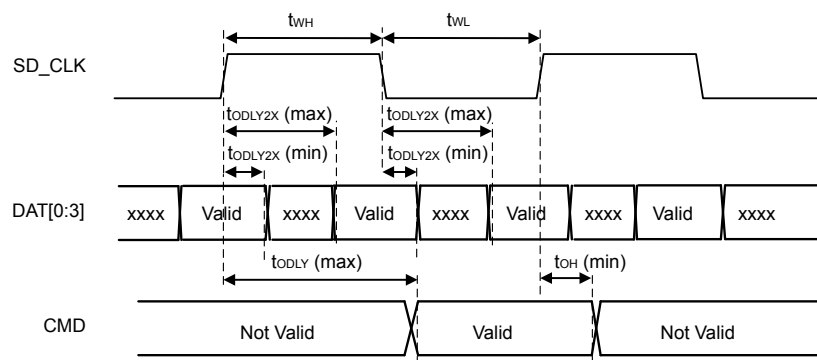 tWH tWL
SD_CLK
tODLY2X (max) tODLY2X (max)
tODLY2X (min) tODLY2X (min)
DAT[0:3] xxxx Valid xxxx Valid xxxx Valid xxxx Valid xxxx
tODLY (max) tOH (min)
CMD Not Valid Valid Not Valid